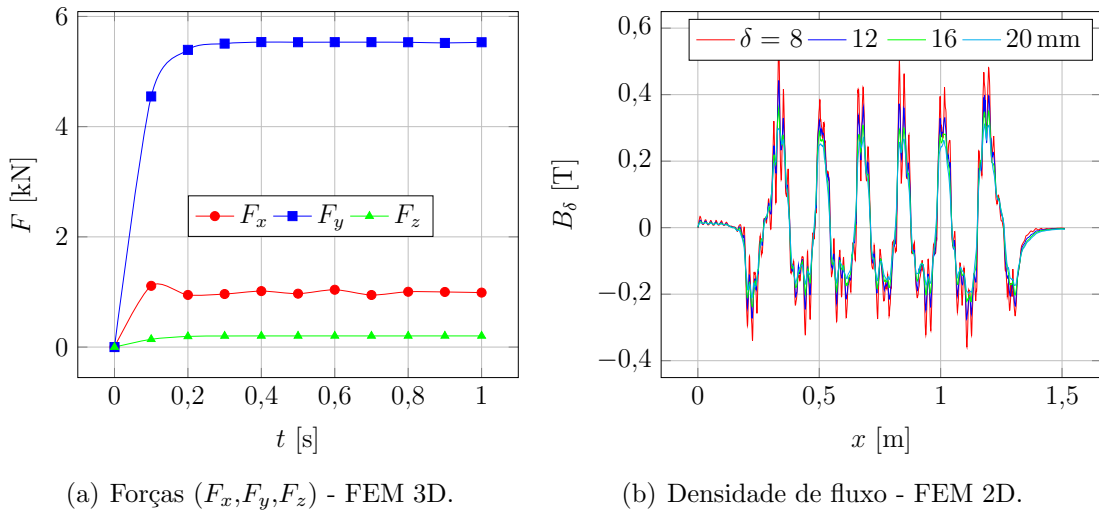 6
4
2
0
F [kN]
F_x F_y F_z
0 0,2 0,4 0,6 0,8 1
t [s]
(a) Forças (F_x,F_y,F_z) - FEM 3D.
0,6
0,4
0,2
0
−0,2
−0,4
B_δ [T]
δ = 8 12 16 20 mm
0 0,5 1 1,5
x [m]
(b) Densidade de fluxo - FEM 2D.